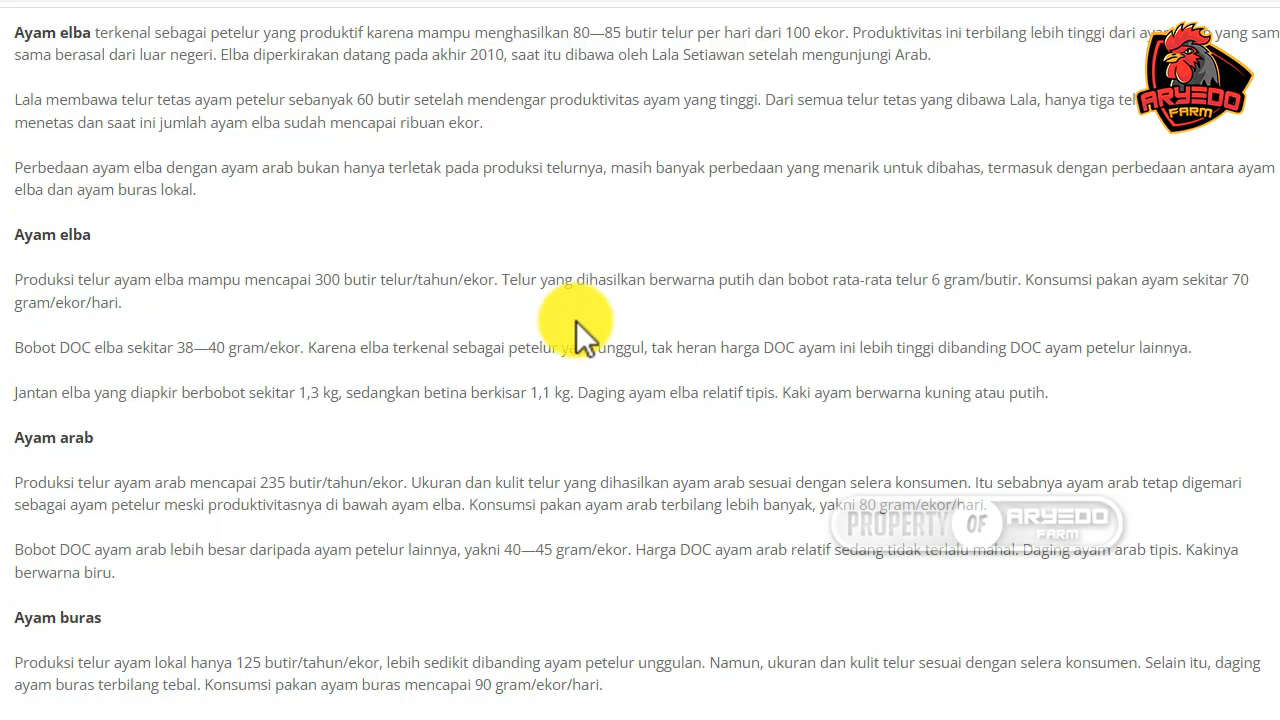 Ayam elba terkenal sebagai petelur yang produktif karena mampu menghasilkan 80—85 butir telur per hari dari 100 ekor. Produktivitas ini terbilang lebih tinggi dari yang sam
sama berasal dari luar negeri. Elba diperkirakan datang pada akhir 2010, saat itu dibawa oleh Lala Setiawan setelah mengunjungi Arab.
Lala membawa telur tetas ayam petelur sebanyak 60 butir setelah mendengar produktivitas ayam yang tinggi. Dari semua telur tetas yang dibawa Lala, hanya tiga
menetas dan saat ini jumlah ayam elba sudah mencapai ribuan ekor.
Perbedaan ayam elba dengan ayam arab bukan hanya terletak pada produksi telurnya, masih banyak perbedaan yang menarik untuk dibahas, termasuk dengan perbedaan antara ayam
elba dan ayam buras lokal.
Ayam elba
Produksi telur ayam elba mampu mencapai 300 butir telur/tahun/ekor. Telur yang dihasilkan berwarna putih dan bobot rata-rata telur 6 gram/butir. Konsumsi pakan ayam sekitar 70
gram/ekor/hari.
Bobot DOC elba sekitar 38—40 gram/ekor. Karena elba terkenal sebagai petelur yang unggul, tak heran harga DOC ayam ini lebih tinggi dibanding DOC ayam petelur lainnya.
Jantan elba yang diapkir berbobot sekitar 1,3 kg, sedangkan betina berkisar 1,1 kg. Daging ayam elba relatif tipis. Kaki ayam berwarna kuning atau putih.
Ayam arab
Produksi telur ayam arab mencapai 235 butir/tahun/ekor. Ukuran dan kulit telur yang dihasilkan ayam arab sesuai dengan selera konsumen. Itu sebabnya ayam arab tetap digemari
sebagai ayam petelur meski produktivitasnya di bawah ayam elba. Konsumsi pakan ayam arab terbilang lebih banyak, yakni 80 gram/ekor/hari.
Bobot DOC ayam arab lebih besar daripada ayam petelur lainnya, yakni 40—45 gram/ekor. Harga DOC ayam arab relatif sedang tidak terlalu mahal. Daging ayam arab tipis. Kakinya
berwarna biru.
Ayam buras
Produksi telur ayam lokal hanya 125 butir/tahun/ekor, lebih sedikit dibanding ayam petelur unggulan. Namun, ukuran dan kulit telur sesuai dengan selera konsumen. Selain itu, daging
ayam buras terbilang tebal. Konsumsi pakan ayam buras mencapai 90 gram/ekor/hari.
ARYEDO
FARM
PROPERTY OF ARYEDO
FARM